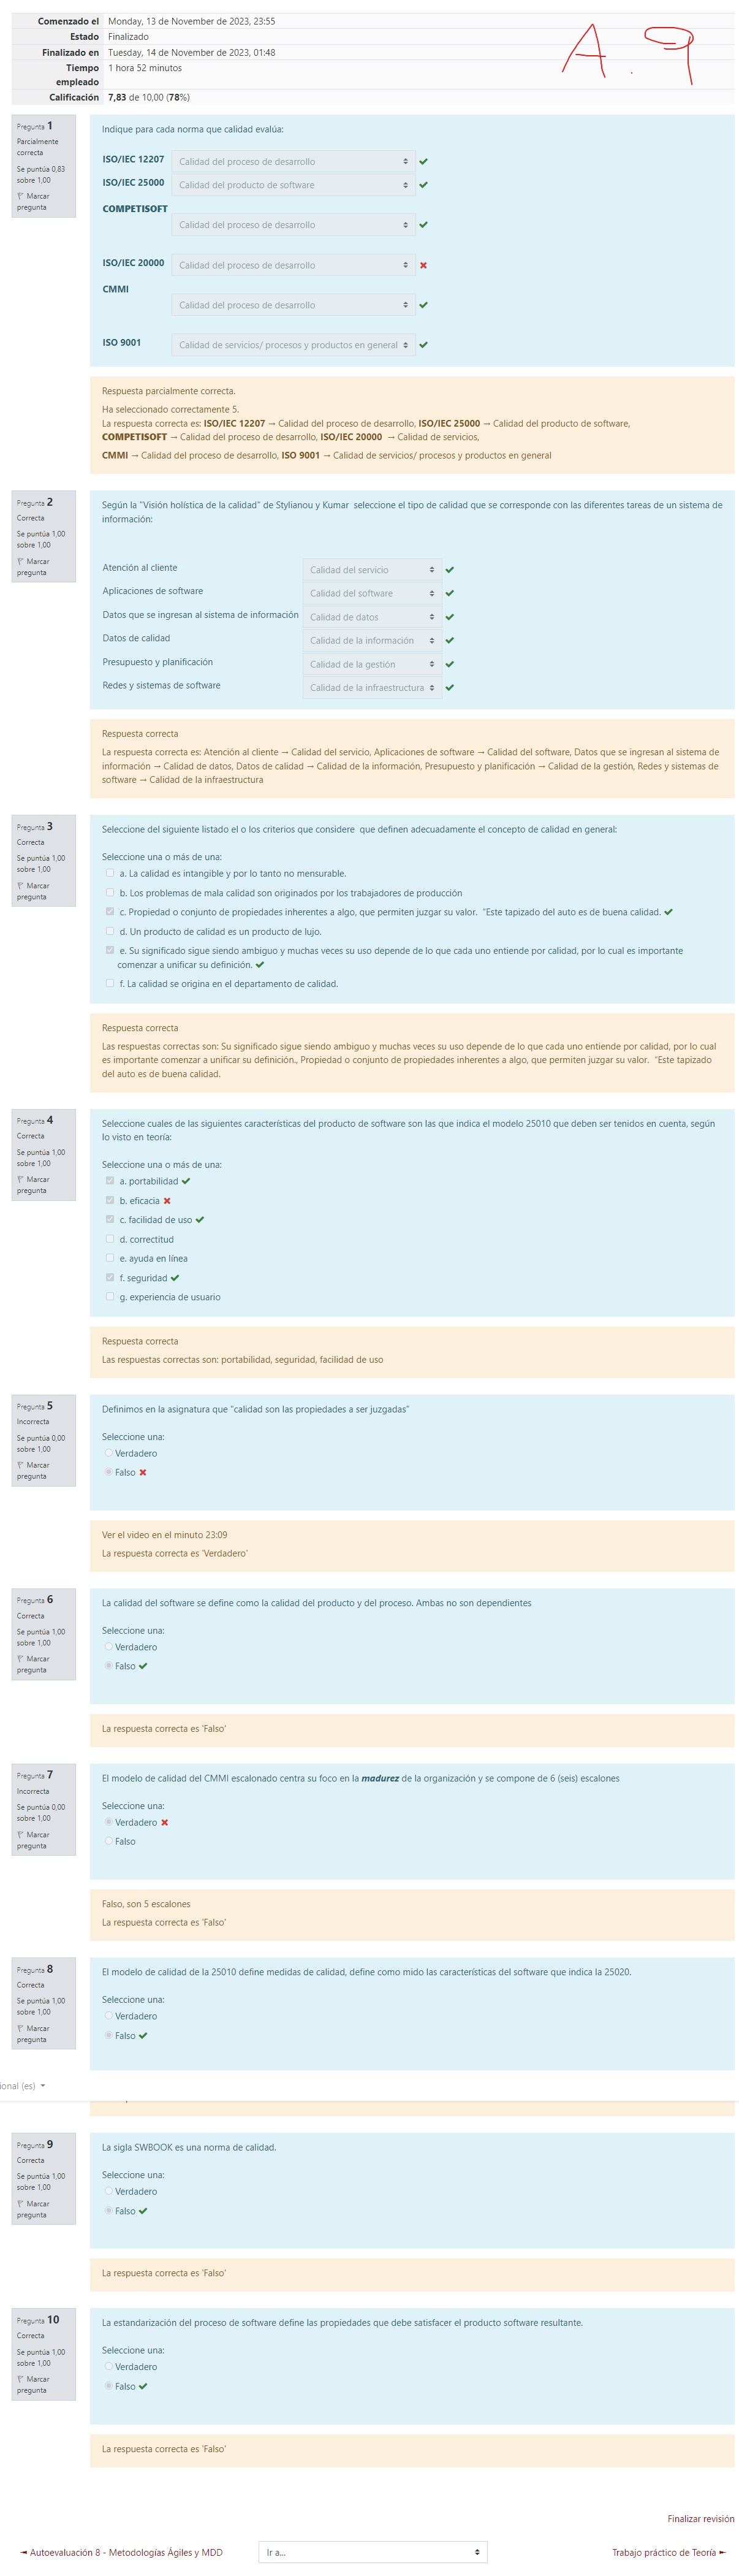 Comenzado el Monday, 13 de November de 2023, 23:55
Estado Finalizado
Finalizado en Tuesday, 14 de November de 2023, 01:48
Tiempo empleado 1 hora 52 minutos
Calificación 7,83 de 10,00 (78%)
A.9
Pregunta 1
Parcialmente
correcta
Se puntúa 0,83
sobre 1,00
Marcar
pregunta
Indique para cada norma que calidad evalúa:
ISO/IEC 12207 Calidad del proceso de desarrollo
ISO/IEC 25000 Calidad del producto de software
COMPETISOFT
Calidad del proceso de desarrollo
ISO/IEC 20000 Calidad del proceso de desarrollo
CMMI
Calidad del proceso de desarrollo
ISO 9001 Calidad de servicios/ procesos y productos en general
Respuesta parcialmente correcta.
Ha seleccionado correctamente 5.
La respuesta correcta es: ISO/IEC 12207 → Calidad del proceso de desarrollo, ISO/IEC 25000 → Calidad del producto de software,
COMPETISOFT → Calidad del proceso de desarrollo, ISO/IEC 20000 → Calidad de servicios,
CMMI → Calidad del proceso de desarrollo, ISO 9001 → Calidad de servicios/ procesos y productos en general
Pregunta 2
Correcta
Se puntúa 1,00
sobre 1,00
Marcar
pregunta
Según la "Visión holística de la calidad" de Stylianou y Kumar seleccione el tipo de calidad que se corresponde con las diferentes tareas de un sistema de
información:
Atención al cliente Calidad del servicio
Aplicaciones de software Calidad del software
Datos que se ingresan al sistema de información Calidad de datos
Datos de calidad Calidad de la información
Presupuesto y planificación Calidad de la gestión
Redes y sistemas de software Calidad de la infraestructura
Respuesta correcta
La respuesta correcta es: Atención al cliente → Calidad del servicio, Aplicaciones de software → Calidad del software, Datos que se ingresan al sistema de
información → Calidad de datos, Datos de calidad → Calidad de la información, Presupuesto y planificación → Calidad de la gestión, Redes y sistemas de
software → Calidad de la infraestructura
Pregunta 3
Correcta
Se puntúa 1,00
sobre 1,00
Marcar
pregunta
Seleccione del siguiente listado el o los criterios que considere que definen adecuadamente el concepto de calidad en general:
Seleccione una o más de una:
a. La calidad es intangible y por lo tanto no mensurable.
b. Los problemas de mala calidad son originados por los trabajadores de producción
c. Propiedad o conjunto de propiedades inherentes a algo, que permiten juzgar su valor. "Este tapizado del auto es de buena calidad.
d. Un producto de calidad es un producto de lujo.
e. Su significado sigue siendo ambiguo y muchas veces su uso depende de lo que cada uno entiende por calidad, por lo cual es importante
comenzar a unificar su definición.
f. La calidad se origina en el departamento de calidad.
Respuesta correcta
Las respuestas correctas son: Su significado sigue siendo ambiguo y muchas veces su uso depende de lo que cada uno entiende por calidad, por lo cual
es importante comenzar a unificar su definición., Propiedad o conjunto de propiedades inherentes a algo, que permiten juzgar su valor. "Este tapizado
del auto es de buena calidad.
Pregunta 4
Correcta
Se puntúa 1,00
sobre 1,00
Marcar
pregunta
Seleccione cuales de las siguientes características del producto de software son las que indica el modelo 25010 que deben ser tenidos en cuenta, según
lo visto en teoría:
Seleccione una o más de una:
a. portabilidad
b. eficacia
c. facilidad de uso
d. correctitud
e. ayuda en línea
f. seguridad
g. experiencia de usuario
Respuesta correcta
Las respuestas correctas son: portabilidad, seguridad, facilidad de uso
Pregunta 5
Incorrecta
Se puntúa 0,00
sobre 1,00
Marcar
pregunta
Definimos en la asignatura que "calidad son las propiedades a ser juzgadas"
Seleccione una:
Verdadero
Falso
Ver el video en el minuto 23:09
La respuesta correcta es 'Verdadero'
Pregunta 6
Correcta
Se puntúa 1,00
sobre 1,00
Marcar
pregunta
La calidad del software se define como la calidad del producto y del proceso. Ambas no son dependientes
Seleccione una:
Verdadero
Falso
La respuesta correcta es 'Falso'
Pregunta 7
Incorrecta
Se puntúa 0,00
sobre 1,00
Marcar
pregunta
El modelo de calidad del CMMI escalonado centra su foco en la madurez de la organización y se compone de 6 (seis) escalones
Seleccione una:
Verdadero
Falso
Falso, son 5 escalones
La respuesta correcta es 'Falso'
Pregunta 8
Correcta
Se puntúa 1,00
sobre 1,00
Marcar
pregunta
El modelo de calidad de la 25010 define medidas de calidad, define como mido las características del software que indica la 25020.
Seleccione una:
Verdadero
Falso
ional (es)
Pregunta 9
Correcta
Se puntúa 1,00
sobre 1,00
Marcar
pregunta
La sigla SWBOOK es una norma de calidad.
Seleccione una:
Verdadero
Falso
La respuesta correcta es 'Falso'
Pregunta 10
Correcta
Se puntúa 1,00
sobre 1,00
Marcar
pregunta
La estandarización del proceso de software define las propiedades que debe satisfacer el producto software resultante.
Seleccione una:
Verdadero
Falso
La respuesta correcta es 'Falso'
Finalizar revisión
◄ Autoevaluación 8 - Metodologías Ágiles y MDD
Ir a...
Trabajo práctico de Teoría ►